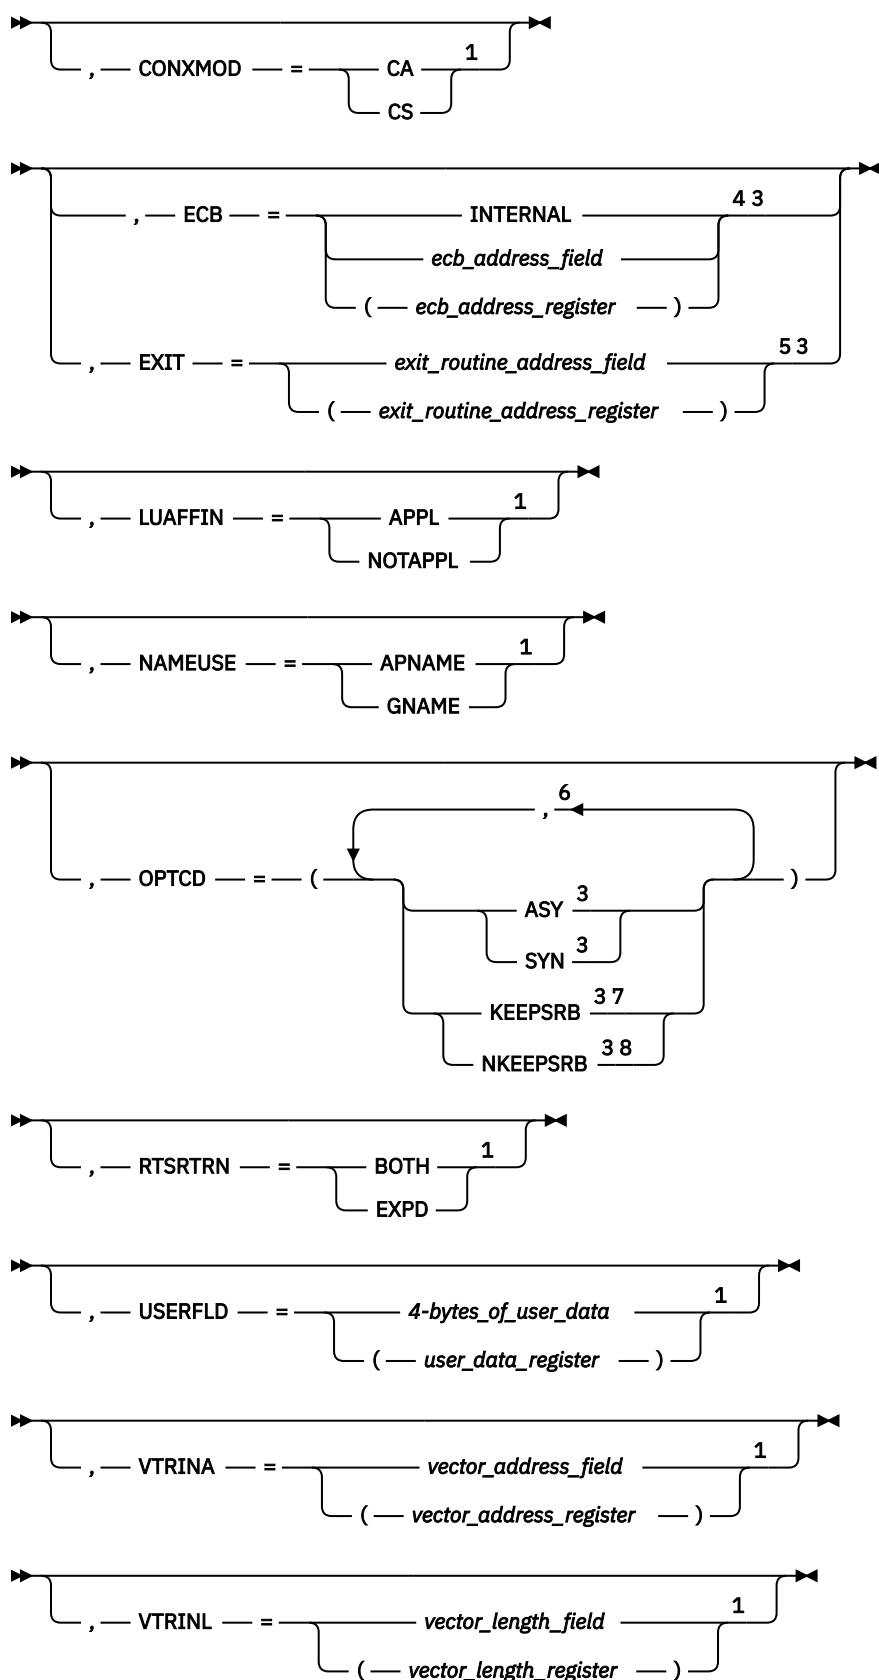 , CONXMOD = CA 1
CS
, ECB = INTERNAL 4 3
ecb_address_field
( ecb_address_register )
, EXIT = exit_routine_address_field 5 3
( exit_routine_address_register )
, LUAFFIN = APPL 1
NOTAPPL
, NAMEUSE = APNAME 1
GNAME
, 6
, OPTCD = ( )
ASY 3
SYN 3
KEEPSRB 3 7
NKEEPSRB 3 8
, RTSRTRN = BOTH 1
EXPD
, USERFLD = 4-bytes_of_user_data 1
( user_data_register )
, VTRINA = vector_address_field 1
( vector_address_register )
, VTRINL = vector_length_field 1
( vector_length_register )